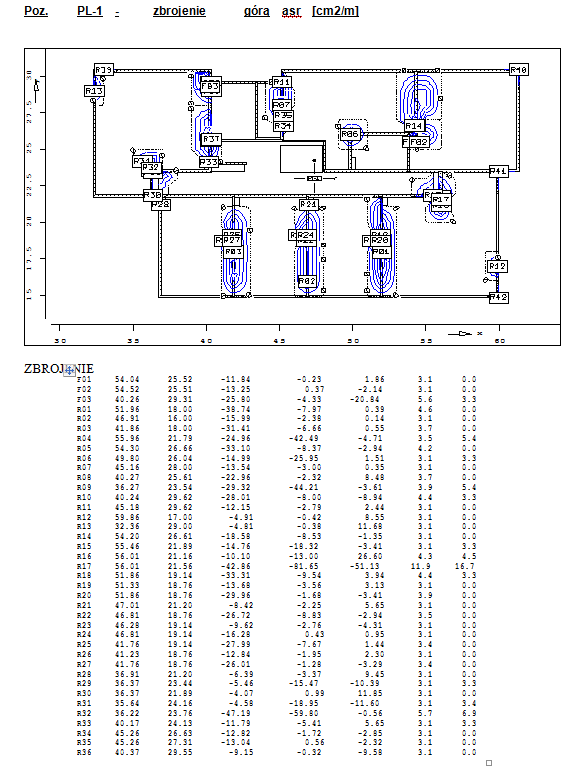 Poz. PL-1 - zbrojenie góra asr [cm2/m]
R39
R40
R13
F03
R11
R07
R35
R34
R14
R06
F F02
R37
R33
R31
R32
R41
R30
R28
R17
R21
R27
R03
R24
R02
R20
R01
R12
R42
30
27.5
25
22.5
20
17.5
15
30 35 40 45 50 55 60 x
ZBROJENIE
F01 54.04 25.52 -11.84 -0.23 1.86 3.1 0.0
F02 54.52 25.51 -13.25 0.37 -2.14 3.1 0.0
F03 40.26 29.31 -25.80 -4.33 -20.84 5.6 3.3
R01 51.96 18.00 -38.74 -7.97 0.39 4.6 0.0
R02 46.91 16.00 -15.99 -2.38 0.14 3.1 0.0
R03 41.86 18.00 -31.41 -6.66 0.55 3.7 0.0
R04 55.96 21.79 -24.96 -42.49 -4.71 3.5 5.4
R05 54.30 26.66 -33.10 -8.37 -2.94 4.2 0.0
R06 49.80 26.04 -14.99 -25.95 1.51 3.1 3.3
R07 45.16 28.00 -13.54 -3.00 0.35 3.1 0.0
R08 40.27 25.61 -22.96 -2.32 8.48 3.7 0.0
R09 36.27 23.54 -29.32 -44.21 -3.61 3.9 5.4
R10 40.24 29.62 -28.01 -8.00 -8.94 4.4 3.3
R11 45.18 29.62 -12.15 -2.79 2.44 3.1 0.0
R12 59.86 17.00 -4.91 -0.42 8.55 3.1 0.0
R13 32.36 29.00 -4.81 -0.38 11.68 3.1 0.0
R14 54.20 26.61 -18.58 -8.53 -1.35 3.1 0.0
R15 55.46 21.89 -14.76 -18.32 -3.41 3.1 3.3
R16 56.01 21.16 -10.10 -13.00 26.60 4.3 4.5
R17 56.01 21.56 -42.86 -81.65 -51.13 11.9 16.7
R18 51.86 19.14 -33.31 -9.54 3.94 4.4 3.3
R19 51.33 18.76 -13.68 -3.56 3.13 3.1 0.0
R20 51.86 18.76 -29.96 -1.68 -3.41 3.9 0.0
R21 47.01 21.20 -8.42 -2.25 5.65 3.1 0.0
R22 46.81 18.76 -26.72 -8.83 -2.94 3.5 0.0
R23 46.28 19.14 -9.62 -2.76 -4.31 3.1 0.0
R24 46.81 19.14 -16.28 0.43 0.95 3.1 0.0
R25 41.76 19.14 -27.99 -7.67 1.44 3.4 0.0
R26 41.23 18.76 -12.84 -1.95 2.30 3.1 0.0
R27 41.76 18.76 -26.01 -1.28 -3.29 3.4 0.0
R28 36.91 21.20 -6.39 -3.37 9.45 3.1 0.0
R29 36.37 23.44 -5.46 -15.47 -10.39 3.1 3.3
R30 36.37 21.89 -4.07 0.99 11.85 3.1 0.0
R31 35.64 24.16 -4.58 -18.95 -11.60 3.1 3.4
R32 36.22 23.76 -47.19 -59.80 -0.56 5.7 6.9
R33 40.17 24.13 -11.79 -5.41 5.65 3.1 3.3
R34 45.26 26.63 -12.82 -1.72 -2.85 3.1 0.0
R35 45.26 27.31 -13.04 0.56 -2.32 3.1 0.0
R36 40.37 29.55 -9.15 -0.32 -9.58 3.1 0.0